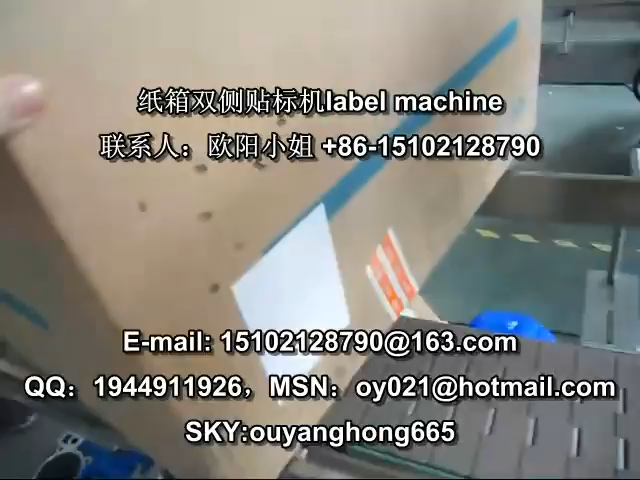 纸箱双侧贴标机label machine
联系人：欧阳小姐 +86-15102128790
E-mail: 15102128790@163.com
QQ：1944911926，MSN：oy021@hotmail.com
SKY:ouyanghong665